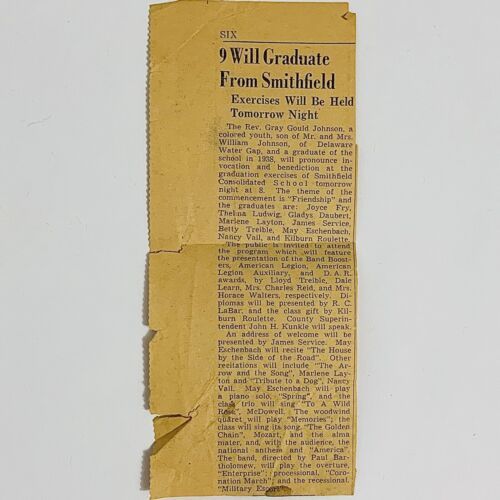 SIX
9 Will Graduate
From Smithfield
Exercises Will Be Held
Tomorrow Night
The Rev. Gray Gould Johnson, a
colored youth, son of Mr. and Mrs.
William Johnson, of Delaware
Water Gap, and a graduate of the
school in 1938, will pronounce in-
vocation and benediction at the
graduation exercises of Smithfield
Consolidated School tomorrow
night at 8. The theme of the
commencement is "Friendship" and
the graduates are: Joyce Fry,
Thelma Ludwig, Gladys Daubert,
Marlene Layton, James Service,
Betty Treible, May Eschenbach,
Nancy Vail, and Kilburn Roulette.
The public is invited to attend
the program which will feature
the presentation of the Band Boost-
ers, American Legion, American
Legion Auxiliary, and D.A.R.
awards, by Lloyd Treible, Dale
Learn, Mrs. Charles Reid, and Mrs.
Horace Walters, respectively. Di-
plomas will be presented by R. C.
LaBar, and the class gift by Kil-
burn Roulette. County Superin-
tendent John H. Kunkle will speak.
An address of welcome will be
presented by James Service. May
Eschenbach will recite "The House
by the Side of the Road". Other
recitations will include "The Ar-
row and the Song", Marlene Lay-
ton and "Tribute to a Dog", Nancy
Vail. May Eschenbach will play
a piano solo, "Spring", and the
class trio will sing "To A Wild
Rose", McDowell. The woodwind
quaret will play "Memories"; the
class will sing its song, "The Golden
Chain", Mozart, and the alma
mater, and, with the audience, the
national anthem and "America".
The band, directed by Paul Bar-
tholomew, will play the overture,
"Enterprise"; processional, "Coro-
nation March"; and the recessional,
"Military Escort".